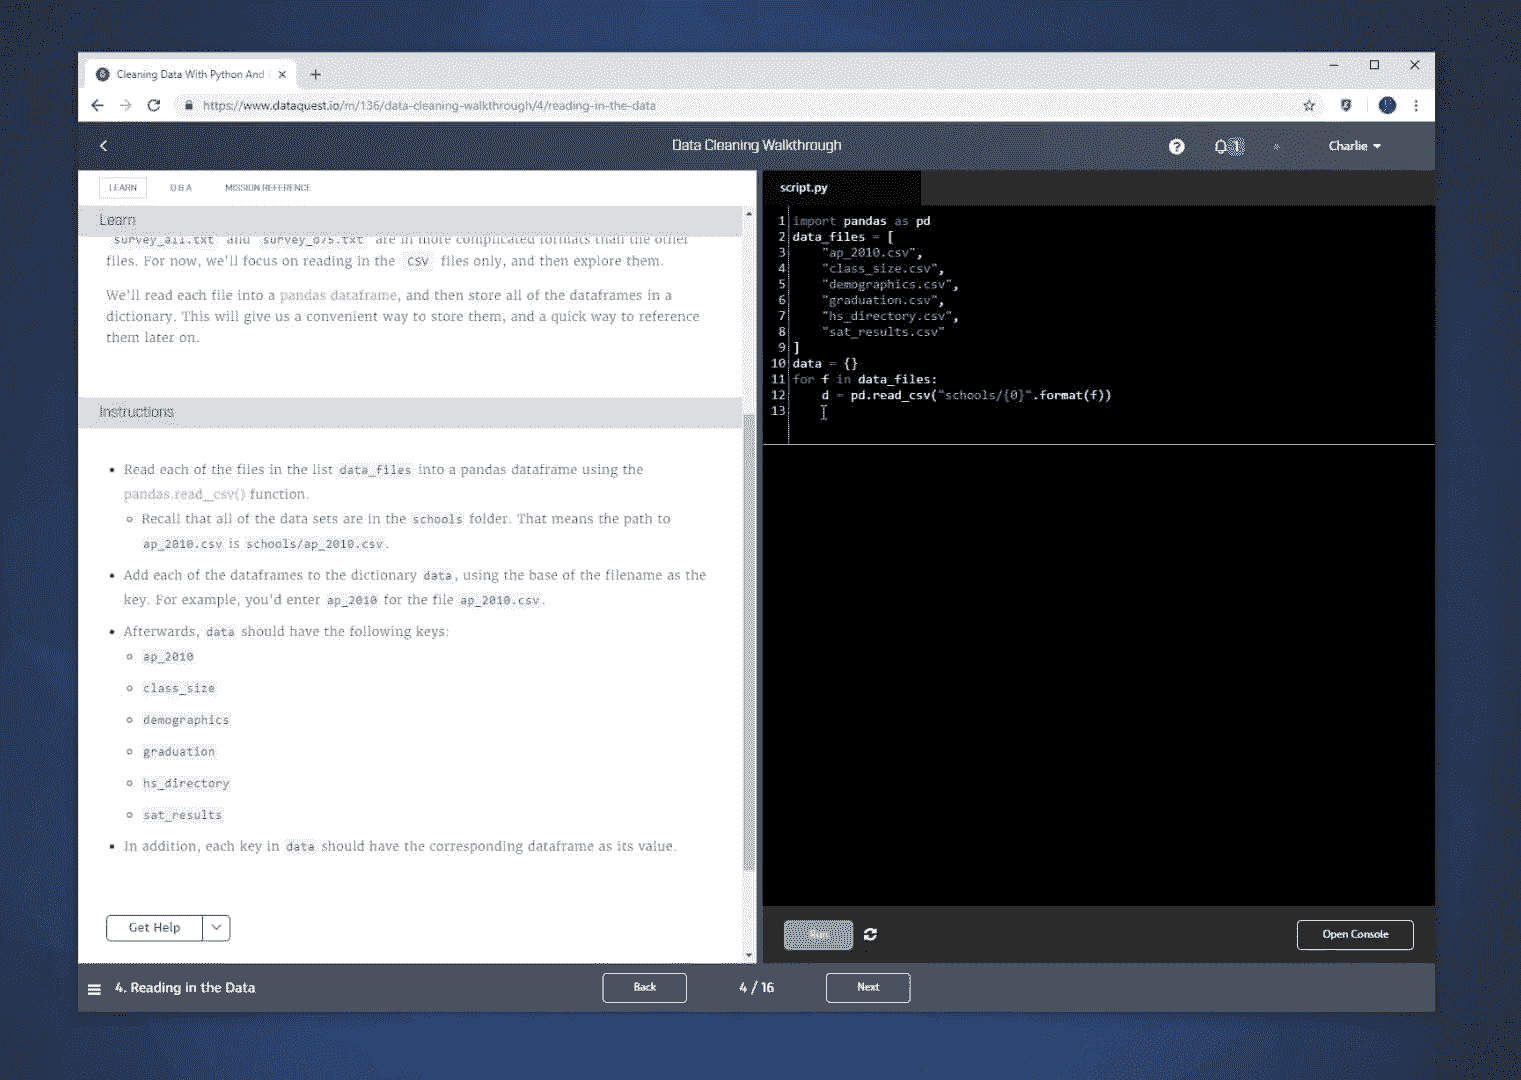 Cleaning Data With Python And
https://www.dataquest.io/m/136/data-cleaning-walkthrough/4/reading-in-the-data
Data Cleaning Walkthrough
? 1 Charlie
LEARN Q&A MISSION REFERENCE
Learn
survey_all.txt and survey_d75.txt are in more complicated formats than the other
files. For now, we'll focus on reading in the CSV files only, and then explore them.
We'll read each file into a pandas dataframe, and then store all of the dataframes in a
dictionary. This will give us a convenient way to store them, and a quick way to reference
them later on.
Instructions
• Read each of the files in the list data_files into a pandas dataframe using the
pandas.read_csv() function.
◦ Recall that all of the data sets are in the schools folder. That means the path to
ap_2010.csv is schools/ap_2010.csv.
• Add each of the dataframes to the dictionary data, using the base of the filename as the
key. For example, you'd enter ap_2010 for the file ap_2010.csv.
• Afterwards, data should have the following keys:
◦ ap_2010
◦ class_size
◦ demographics
◦ graduation
◦ hs_directory
◦ sat_results
• In addition, each key in data should have the corresponding dataframe as its value.
Get Help
script.py
1 import pandas as pd
2 data_files = [
3     "ap_2010.csv",
4     "class_size.csv",
5     "demographics.csv",
6     "graduation.csv",
7     "hs_directory.csv",
8     "sat_results.csv"
9 ]
10 data = {}
11 for f in data_files:
12     d = pd.read_csv("schools/{0}".format(f))
13
Run
Open Console
4. Reading in the Data
Back 4 / 16 Next